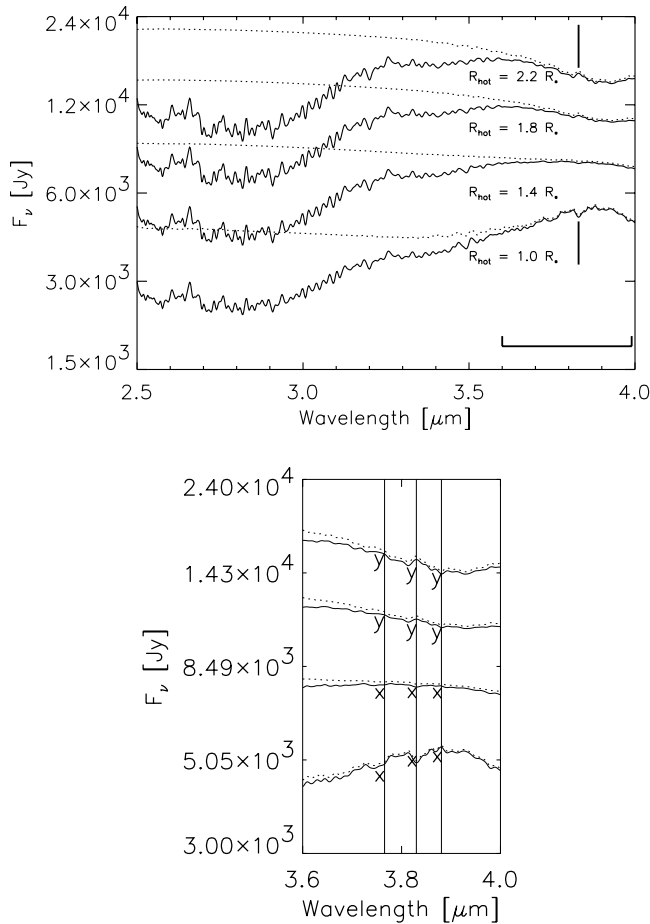 2.4×10⁴
1.2×10⁴
6.0×10³
3.0×10³
1.5×10³
F_ν [Jy]
R_hot = 2.2 R_*
R_hot = 1.8 R_*
R_hot = 1.4 R_*
R_hot = 1.0 R_*
2.5 3.0 3.5 4.0
Wavelength [μm]
2.40×10⁴
1.43×10⁴
8.49×10³
5.05×10³
3.00×10³
F_ν [Jy]
y y y
y y y
x x x
x x x
3.6 3.8 4.0
Wavelength [μm]